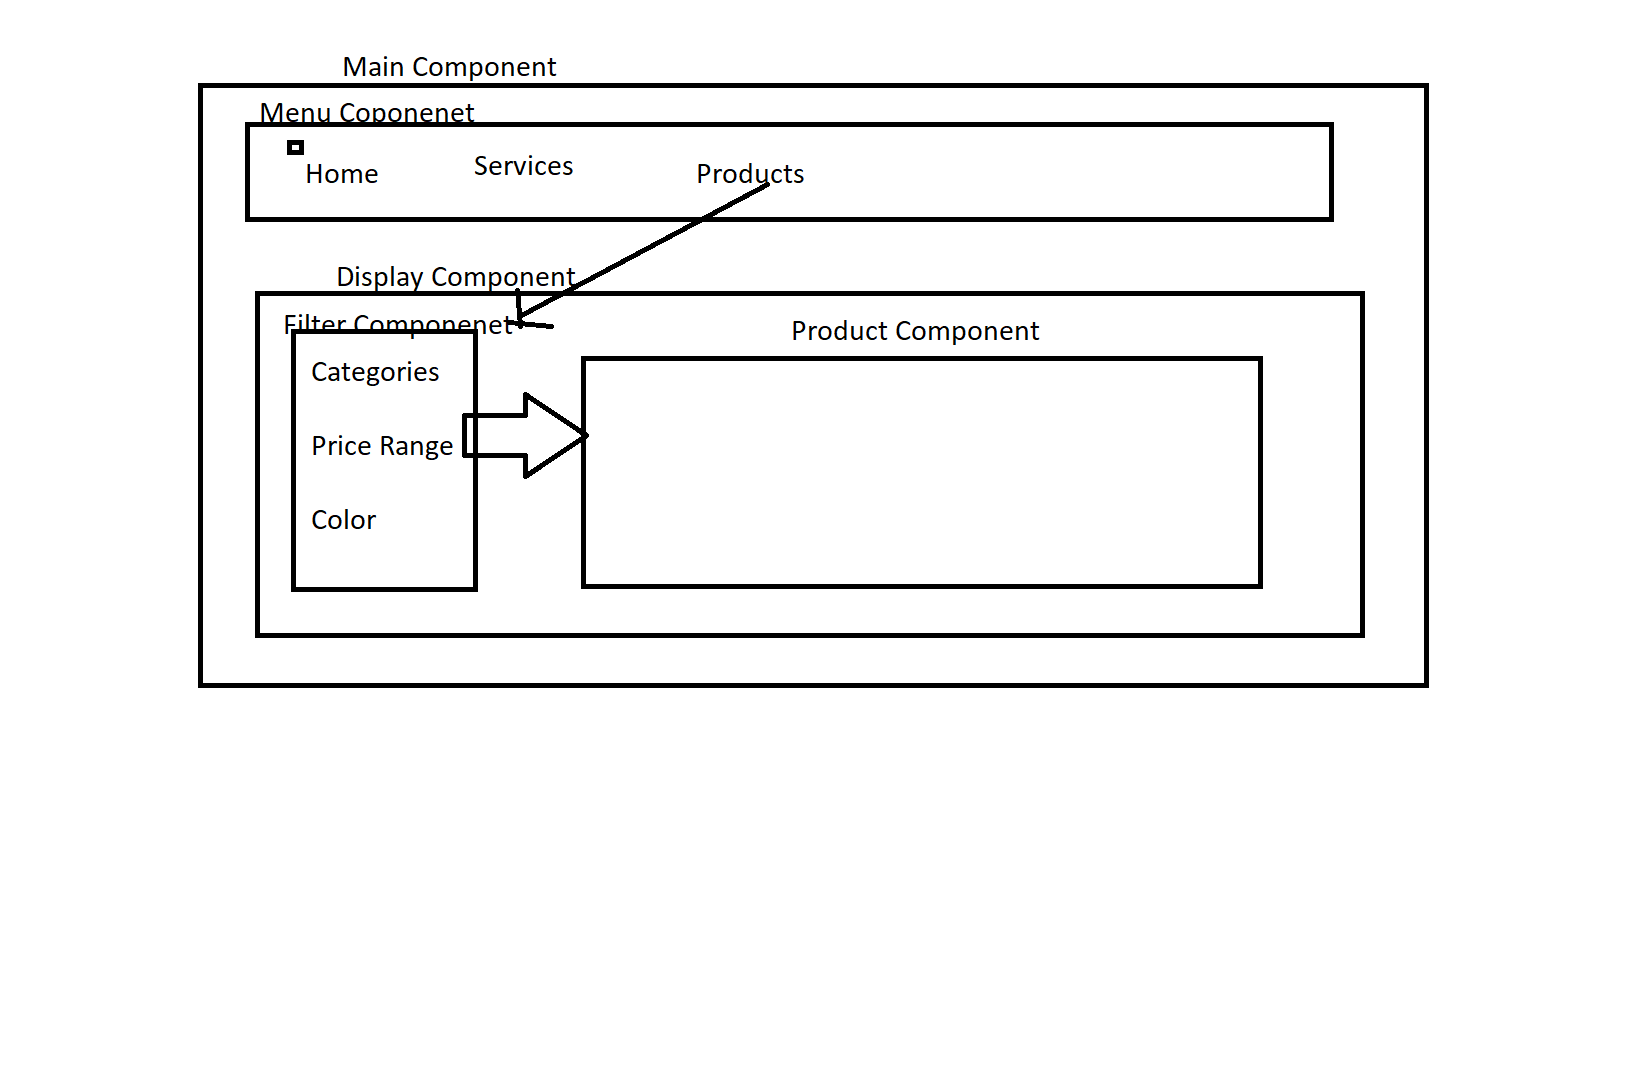 Main Component
Menu Coponenet
Home
Services
Products
Display Component
Filter Componenet
Product Component
Categories
Price Range
Color